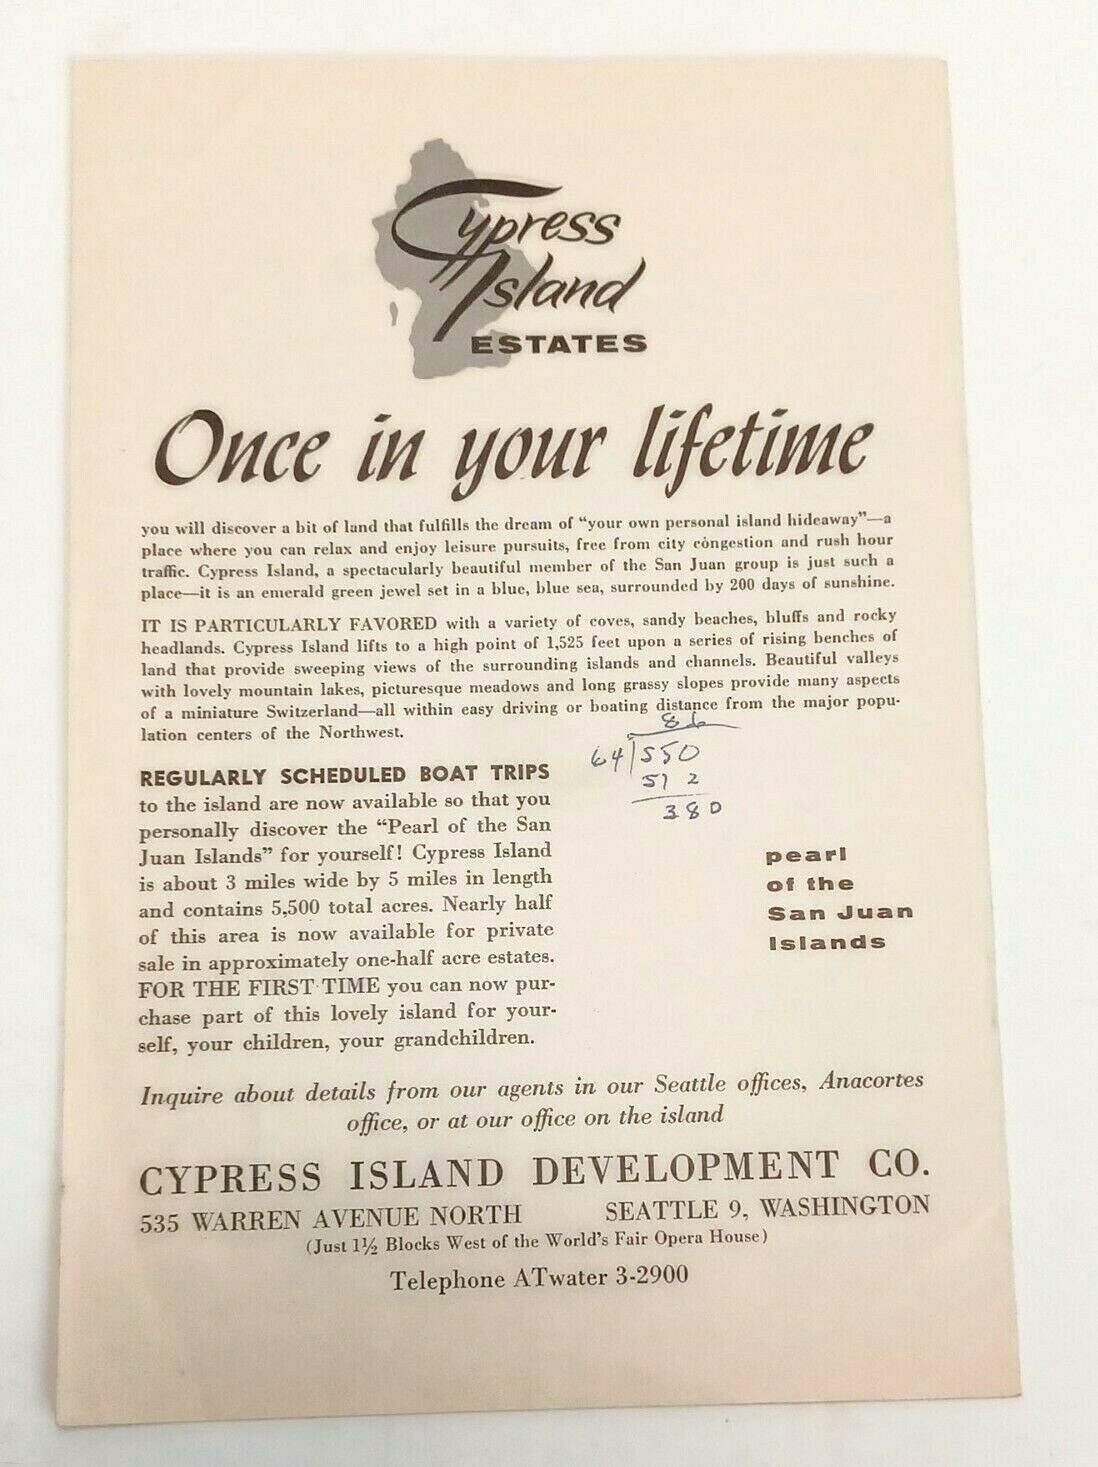 Cypress
Island
ESTATES
Once in your lifetime
you will discover a bit of land that fulfills the dream of “your own personal island hideaway”—a
place where you can relax and enjoy leisure pursuits, free from city congestion and rush hour
traffic. Cypress Island, a spectacularly beautiful member of the San Juan group is just such a
place—it is an emerald green jewel set in a blue, blue sea, surrounded by 200 days of sunshine.
IT IS PARTICULARLY FAVORED with a variety of coves, sandy beaches, bluffs and rocky
headlands. Cypress Island lifts to a high point of 1,525 feet upon a series of rising benches of
land that provide sweeping views of the surrounding islands and channels. Beautiful valleys
with lovely mountain lakes, picturesque meadows and long grassy slopes provide many aspects
of a miniature Switzerland—all within easy driving or boating distance from the major popu-
lation centers of the Northwest.
86
64)550
512
380
REGULARLY SCHEDULED BOAT TRIPS
to the island are now available so that you
personally discover the “Pearl of the San
Juan Islands” for yourself! Cypress Island
is about 3 miles wide by 5 miles in length
and contains 5,500 total acres. Nearly half
of this area is now available for private
sale in approximately one-half acre estates.
FOR THE FIRST TIME you can now pur-
chase part of this lovely island for your-
self, your children, your grandchildren.
pearl
of the
San Juan
Islands
Inquire about details from our agents in our Seattle offices, Anacortes
office, or at our office on the island
CYPRESS ISLAND DEVELOPMENT CO.
535 WARREN AVENUE NORTH SEATTLE 9, WASHINGTON
(Just 1½ Blocks West of the World's Fair Opera House)
Telephone ATwater 3-2900